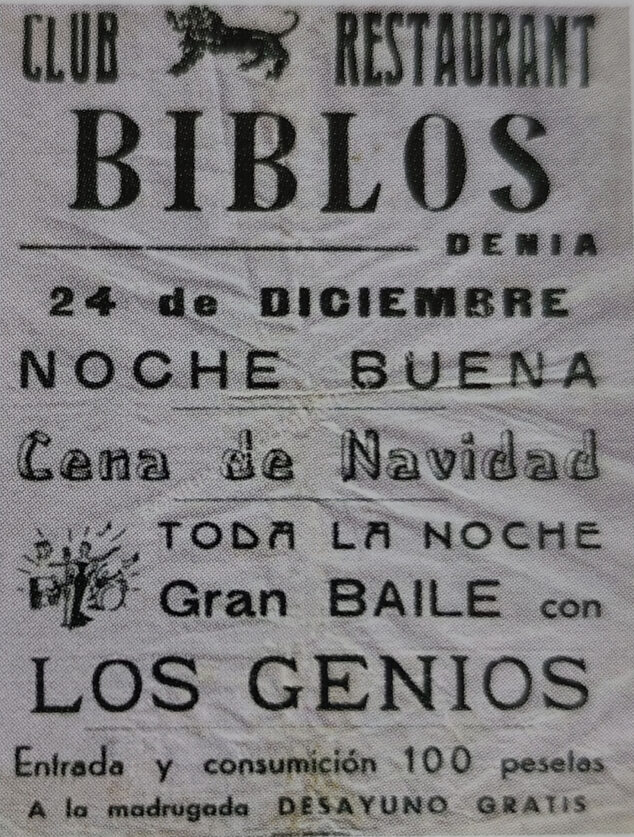 CLUB RESTAURANT
BIBLOS
DENIA
24 de DICIEMBRE
NOCHE BUENA
Cena de Navidad
TODA LA NOCHE
Gran BAILE con
LOS GENIOS
Entrada y consumición 100 pesetas
A la madrugada DESAYUNO GRATIS